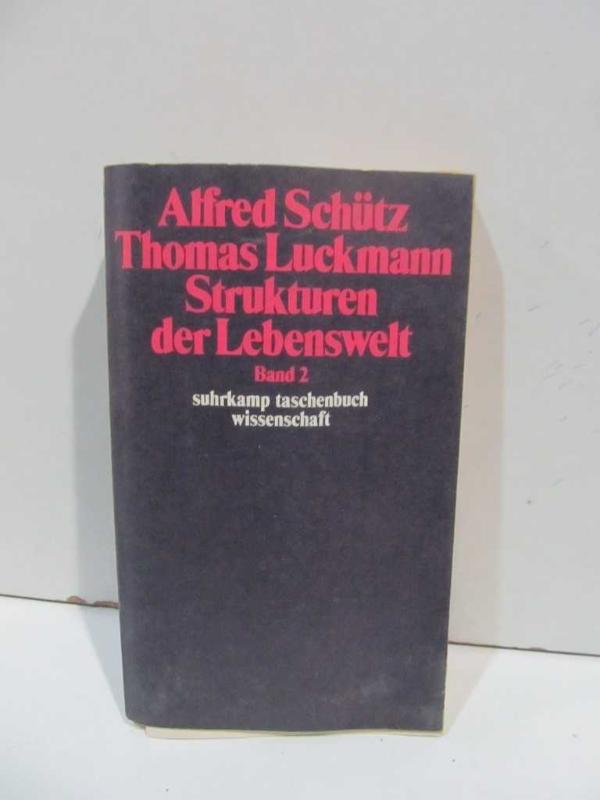 Alfred Schütz
Thomas Luckmann
Strukturen
der Lebenswelt
Band 2
suhrkamp taschenbuch
wissenschaft